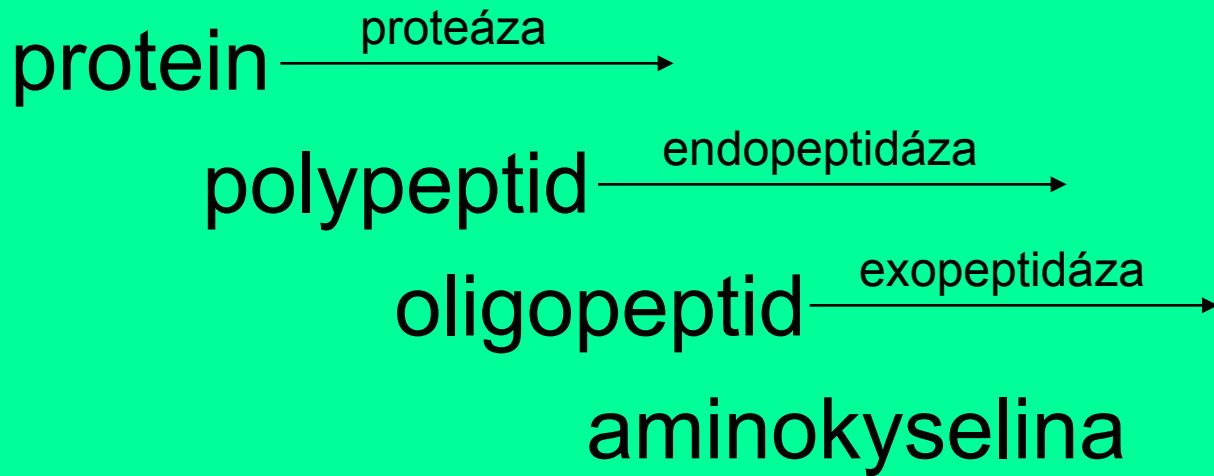 protein proteáza
polypeptid endopeptidáza
oligopeptid exopeptidáza
aminokyselina